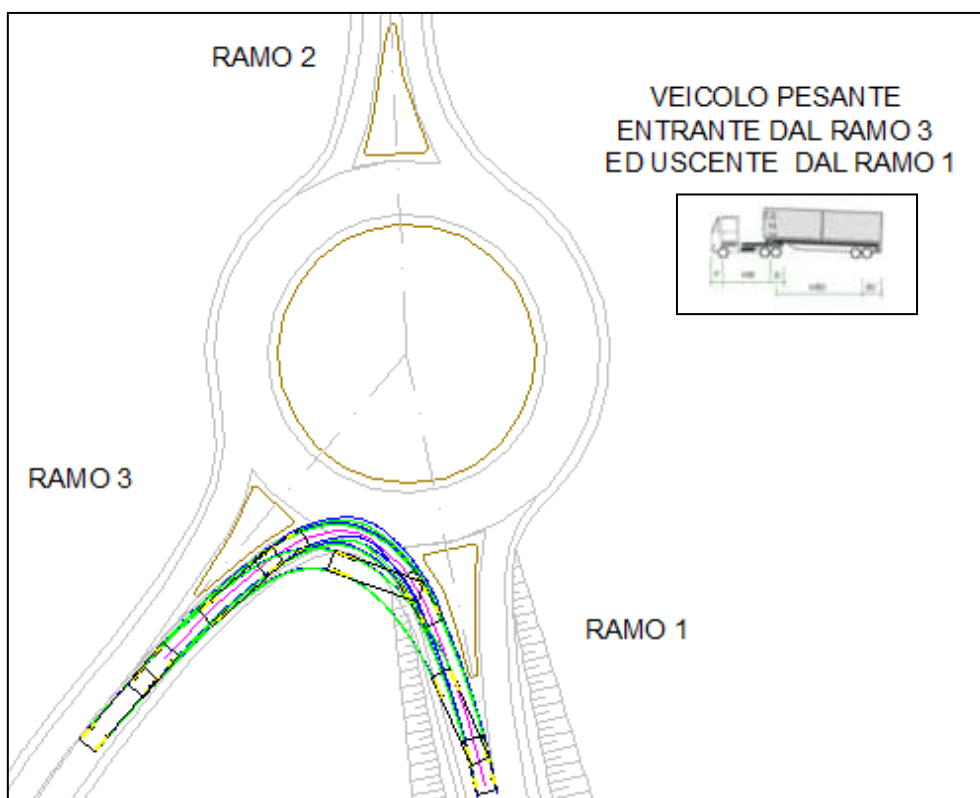 RAMO 2
VEICOLO PESANTE
ENTRANTE DAL RAMO 3
ED USCENTE DAL RAMO 1
RAMO 3
RAMO 1